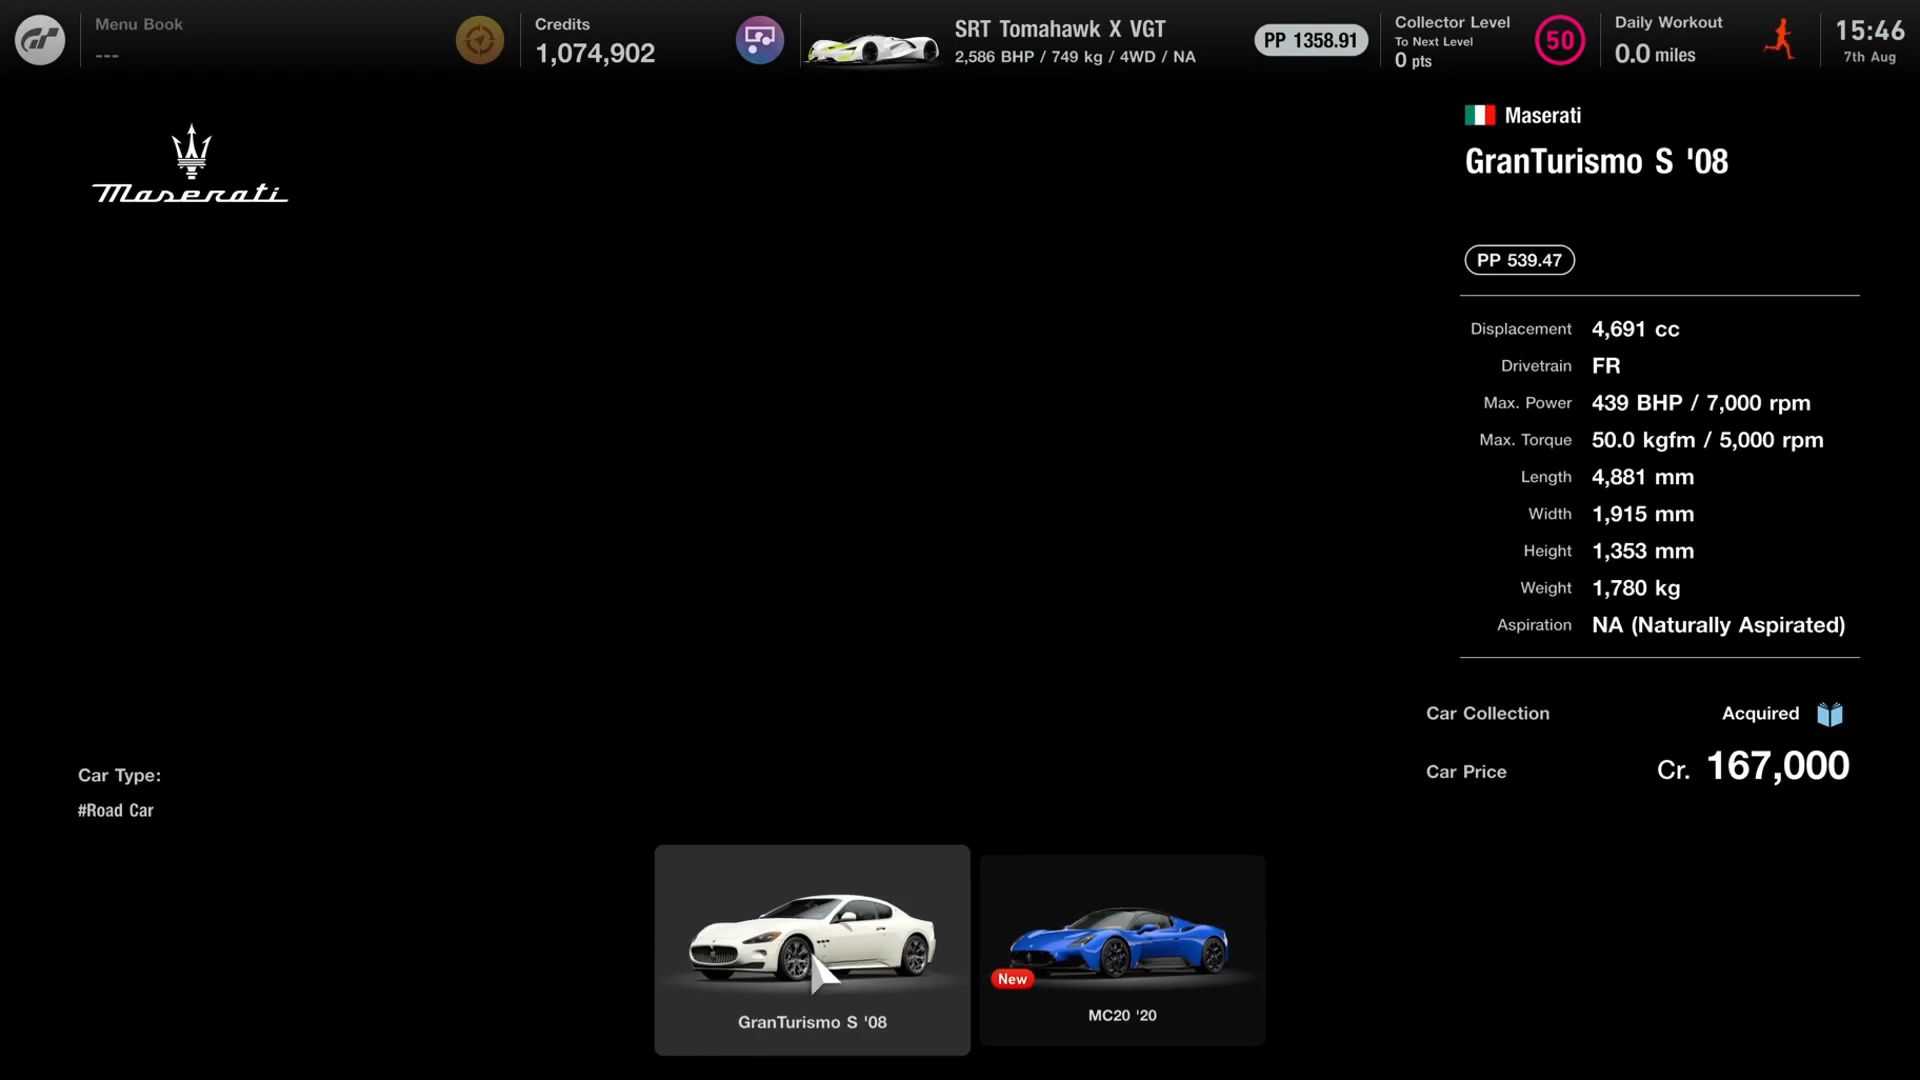 Menu Book
---
Credits
1,074,902
SRT Tomahawk X VGT
2,586 BHP / 749 kg / 4WD / NA
PP 1358.91
Collector Level
To Next Level
0 pts
50
Daily Workout
0.0 miles
15:46
7th Aug
Maserati
Maserati
GranTurismo S '08
PP 539.47
Displacement 4,691 cc
Drivetrain FR
Max. Power 439 BHP / 7,000 rpm
Max. Torque 50.0 kgfm / 5,000 rpm
Length 4,881 mm
Width 1,915 mm
Height 1,353 mm
Weight 1,780 kg
Aspiration NA (Naturally Aspirated)
Car Collection Acquired
Car Price Cr. 167,000
Car Type:
#Road Car
GranTurismo S '08
New
MC20 '20